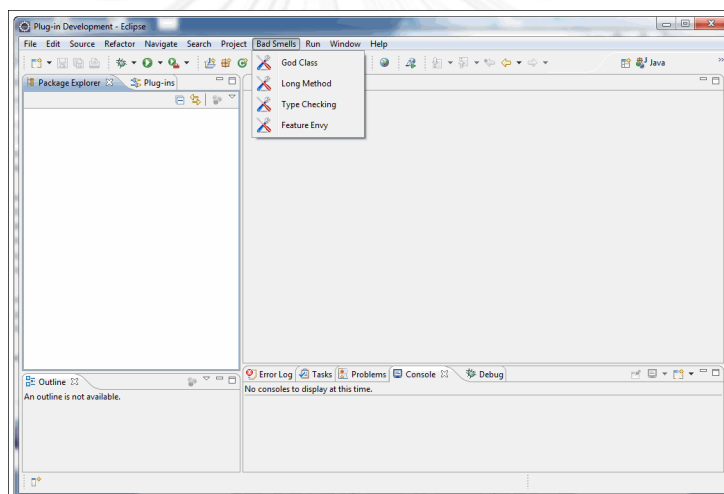 Plug-in Development - Eclipse
File Edit Source Refactor Navigate Search Project Bad Smells Run Window Help
God Class
Long Method
Type Checking
Feature Envy
Java
Package Explorer Plug-ins
Outline
An outline is not available.
Error Log Tasks Problems Console Debug
No consoles to display at this time.